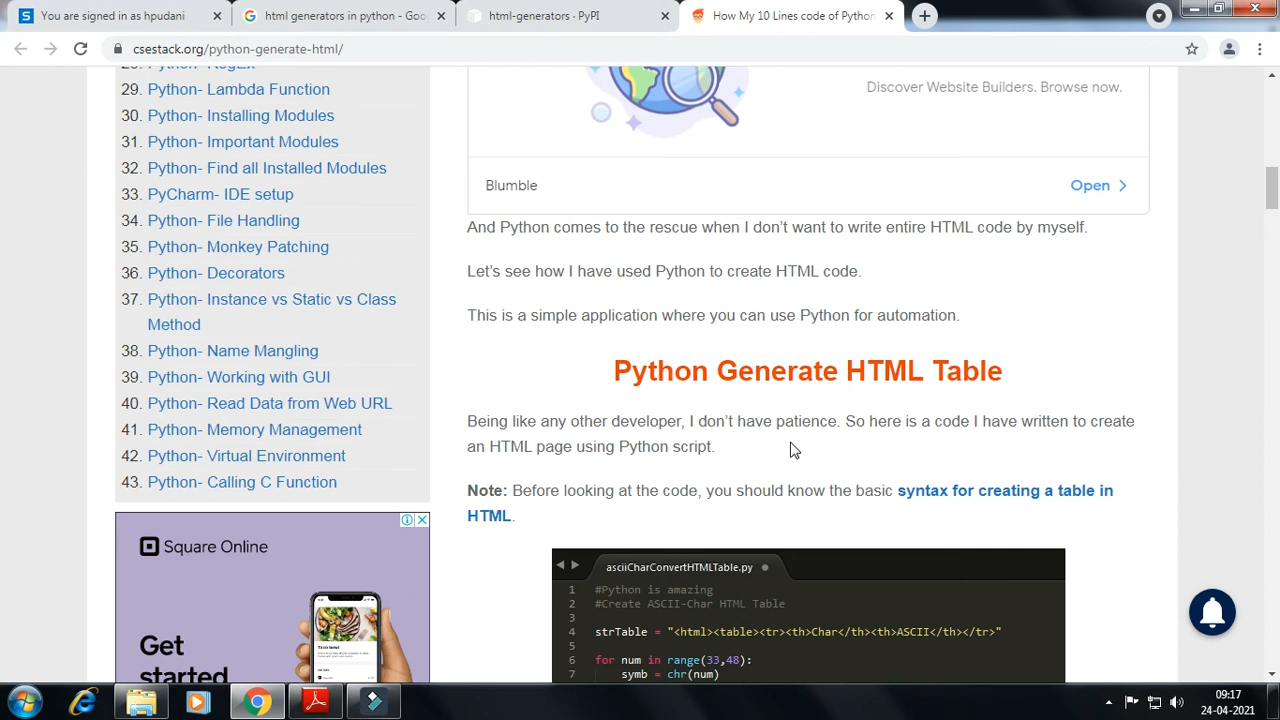 You are signed in as hpudani
html generators in python - Goo
html-generators · PyPI
How My 10 Lines code of Python
csestack.org/python-generate-html/
29. Python- Lambda Function
30. Python- Installing Modules
31. Python- Important Modules
32. Python- Find all Installed Modules
33. PyCharm- IDE setup
34. Python- File Handling
35. Python- Monkey Patching
36. Python- Decorators
37. Python- Instance vs Static vs Class
Method
38. Python- Name Mangling
39. Python- Working with GUI
40. Python- Read Data from Web URL
41. Python- Memory Management
42. Python- Virtual Environment
43. Python- Calling C Function
Square Online
Get
started
Discover Website Builders. Browse now.
Blumble
Open
And Python comes to the rescue when I don’t want to write entire HTML code by myself.
Let’s see how I have used Python to create HTML code.
This is a simple application where you can use Python for automation.
Python Generate HTML Table
Being like any other developer, I don’t have patience. So here is a code I have written to create
an HTML page using Python script.
Note: Before looking at the code, you should know the basic syntax for creating a table in
HTML.
asciiCharConvertHTMLTable.py
1 #Python is amazing
2 #Create ASCII-Char HTML Table
3
4 strTable = "<html><table><tr><th>Char</th><th>ASCII</th></tr>"
5
6 for num in range(33,48):
7 symb = chr(num)
09:17
24-04-2021